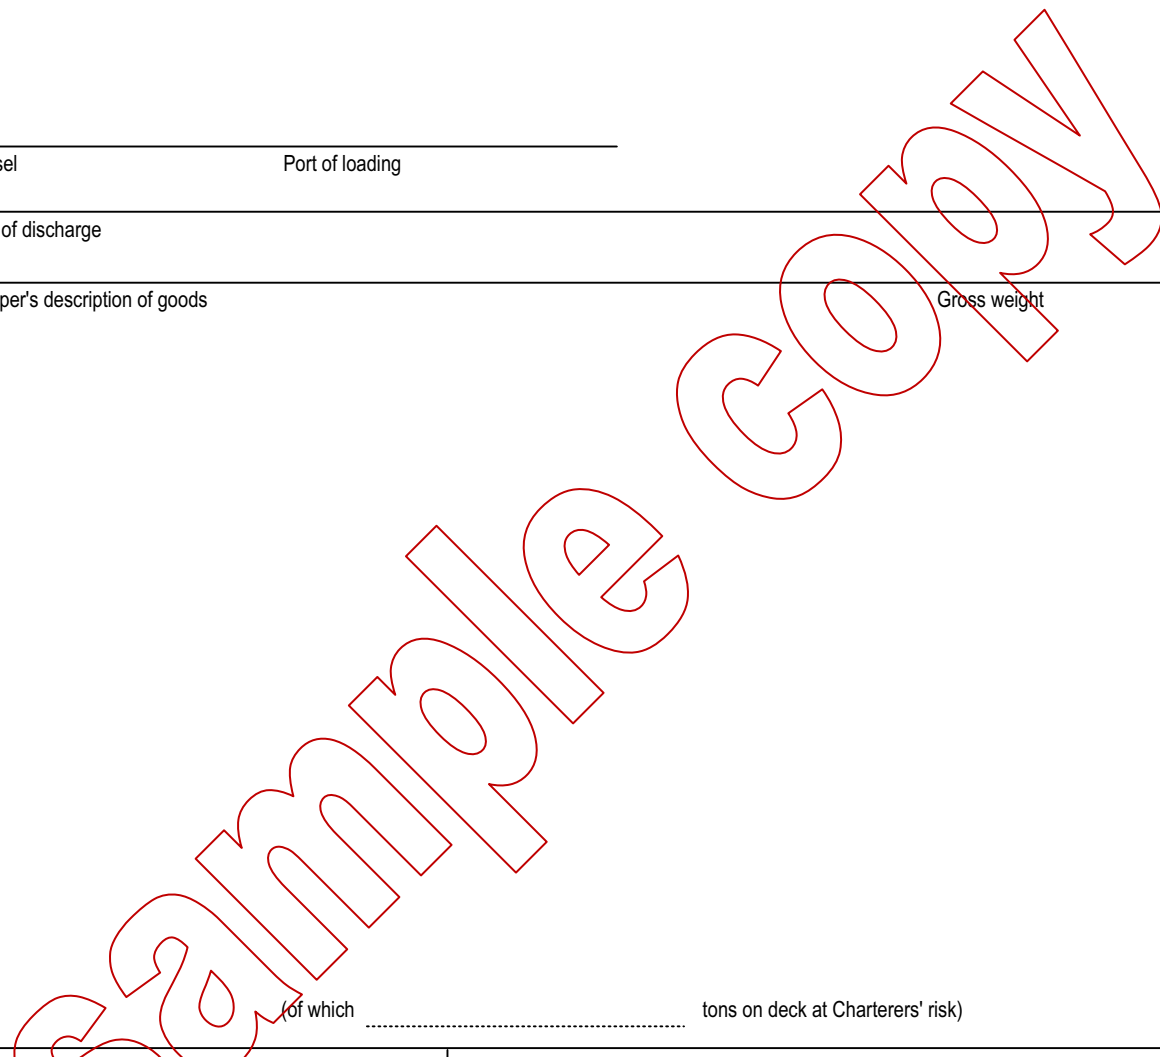 sel Port of loading
of discharge
per's description of goods Gross weight
sample copy
(of which tons on deck at Charterers' risk)